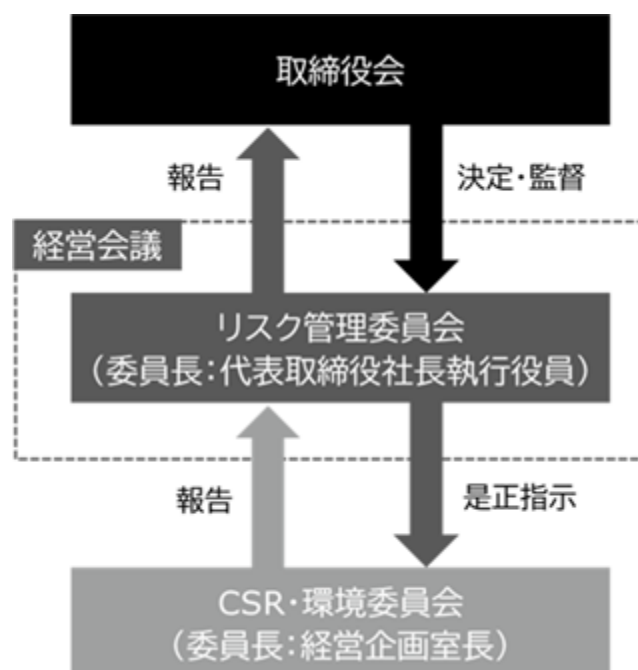 取締役会
報告
決定・監督
経営会議
リスク管理委員会
（委員長：代表取締役社長執行役員）
報告
是正指示
CSR・環境委員会
（委員長：経営企画室長）